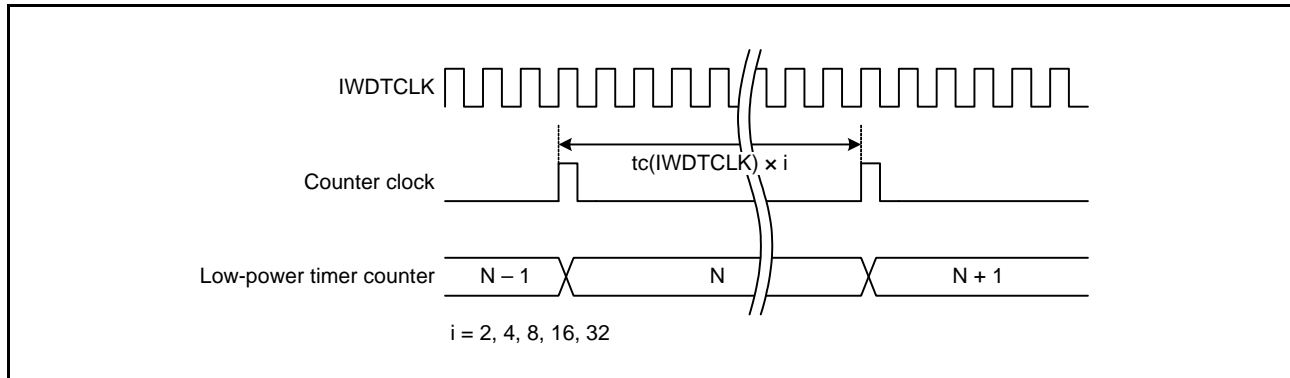 IWDTCLK
tc(IWDTCLK) × i
Counter clock
Low-power timer counter
N – 1
N
N + 1
i = 2, 4, 8, 16, 32